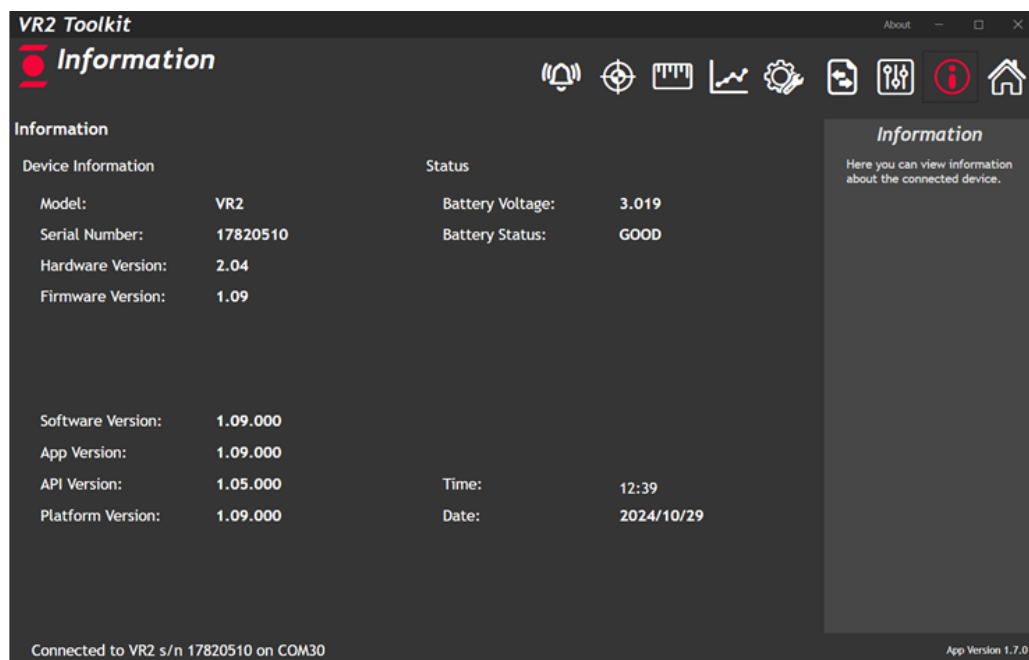 VR2 Toolkit
About
Information
Information
Device Information
Model: VR2
Serial Number: 17820510
Hardware Version: 2.04
Firmware Version: 1.09
Software Version: 1.09.000
App Version: 1.09.000
API Version: 1.05.000
Platform Version: 1.09.000
Status
Battery Voltage: 3.019
Battery Status: GOOD
Time: 12:39
Date: 2024/10/29
Information
Here you can view information
about the connected device.
Connected to VR2 s/n 17820510 on COM30
App Version 1.7.0